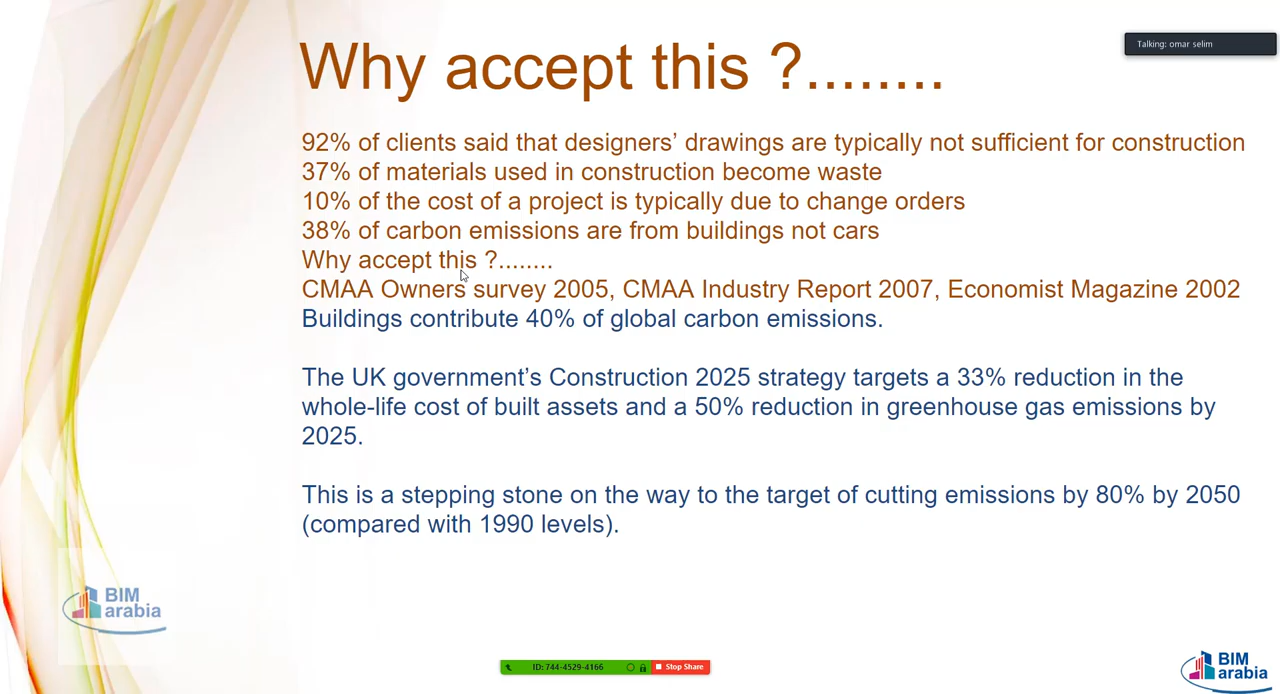 Why accept this ?........
Talking: omar selim
92% of clients said that designers’ drawings are typically not sufficient for construction
37% of materials used in construction become waste
10% of the cost of a project is typically due to change orders
38% of carbon emissions are from buildings not cars
Why accept this ?........
CMAA Owners survey 2005, CMAA Industry Report 2007, Economist Magazine 2002
Buildings contribute 40% of global carbon emissions.
The UK government’s Construction 2025 strategy targets a 33% reduction in the
whole-life cost of built assets and a 50% reduction in greenhouse gas emissions by
2025.
This is a stepping stone on the way to the target of cutting emissions by 80% by 2050
(compared with 1990 levels).
BIM
arabia
ID: 744-4529-4166
Stop Share
BIM
arabia